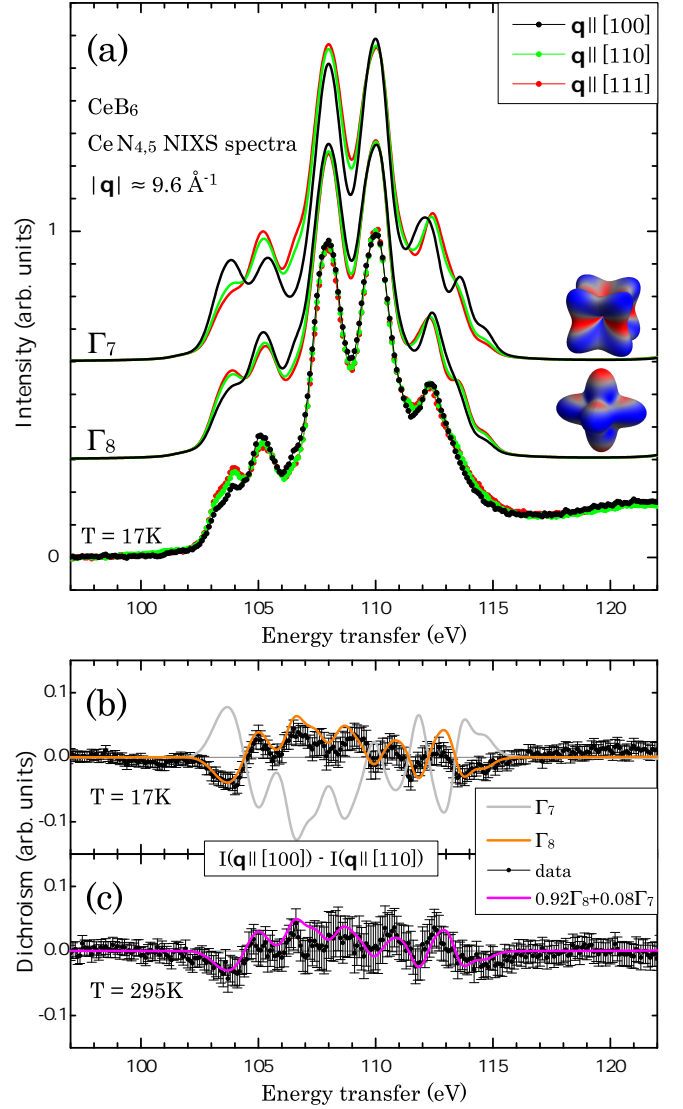 (a)
q|| [100]
q|| [110]
q|| [111]
CeB6
Ce N4,5 NIXS spectra
|q| ≈ 9.6 Å-1
Intensity (arb. units)
1
0
Γ7
Γ8
T = 17K
100 105 110 115 120
Energy transfer (eV)
(b)
0.1
0.0
-0.1
T = 17K
Γ7
Γ8
data
0.92Γ8+0.08Γ7
I(q|| [100]) - I(q|| [110])
Dichroism (arb. units)
(c)
0.1
0.0
-0.1
T = 295K
100 105 110 115 120
Energy transfer (eV)